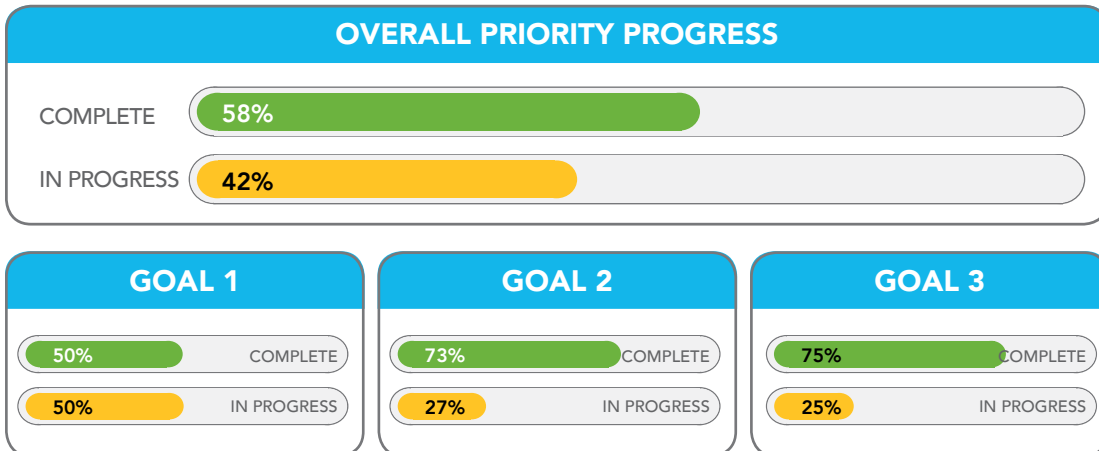 OVERALL PRIORITY PROGRESS
COMPLETE 58%
IN PROGRESS 42%
GOAL 1
50% COMPLETE
50% IN PROGRESS
GOAL 2
73% COMPLETE
27% IN PROGRESS
GOAL 3
75% COMPLETE
25% IN PROGRESS